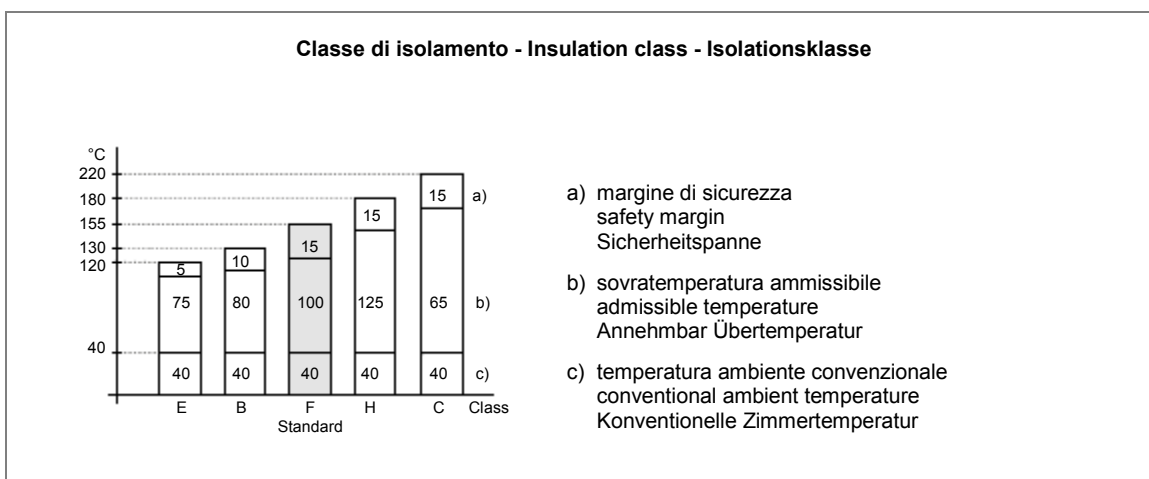 Classe di isolamento - Insulation class - Isolationsklasse
°C
220
180
155
130
120
40
15 a)
15
15
10
5
75 80 100 125 65 b)
40 40 40 40 40 c)
E B F H C Class
Standard
a) margine di sicurezza
safety margin
Sicherheitspanne
b) sovratemperatura ammissibile
admissible temperature
Annehmbar Übertemperatur
c) temperatura ambiente convenzionale
conventional ambient temperature
Konventionelle Zimmertemperatur